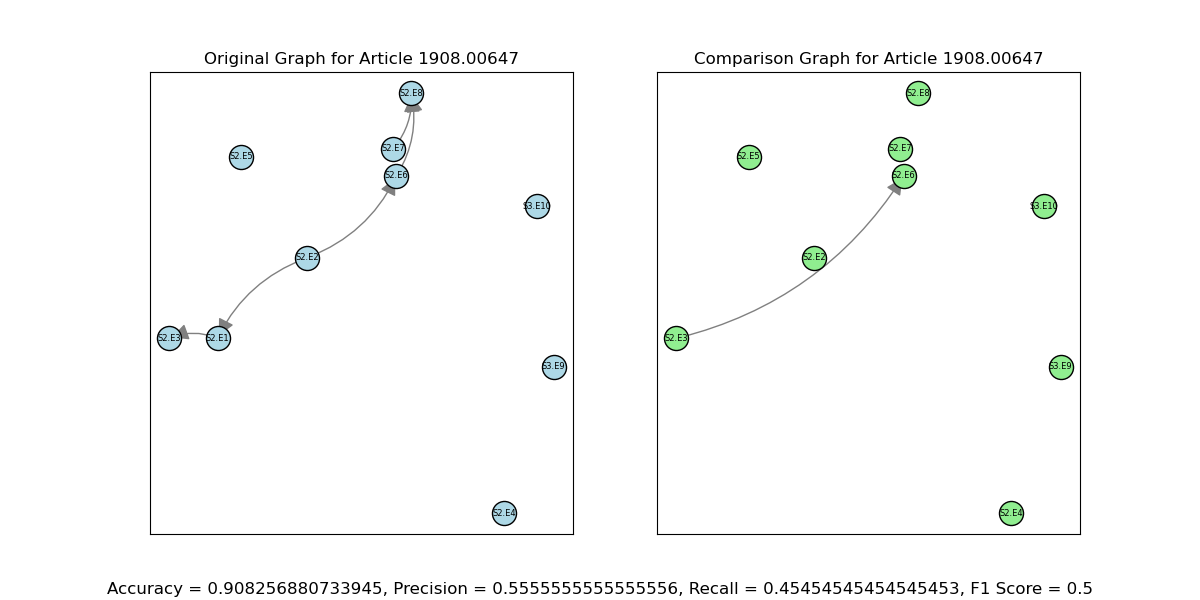 Original Graph for Article 1908.00647
S2.E8
S2.E7
S2.E5
S2.E6
S3.E10
S2.E2
S2.E3
S2.E1
S3.E9
S2.E4
Comparison Graph for Article 1908.00647
S2.E8
S2.E7
S2.E5
S2.E6
S3.E10
S2.E2
S2.E3
S3.E9
S2.E4
Accuracy = 0.908256880733945, Precision = 0.5555555555555556, Recall = 0.45454545454545453, F1 Score = 0.5